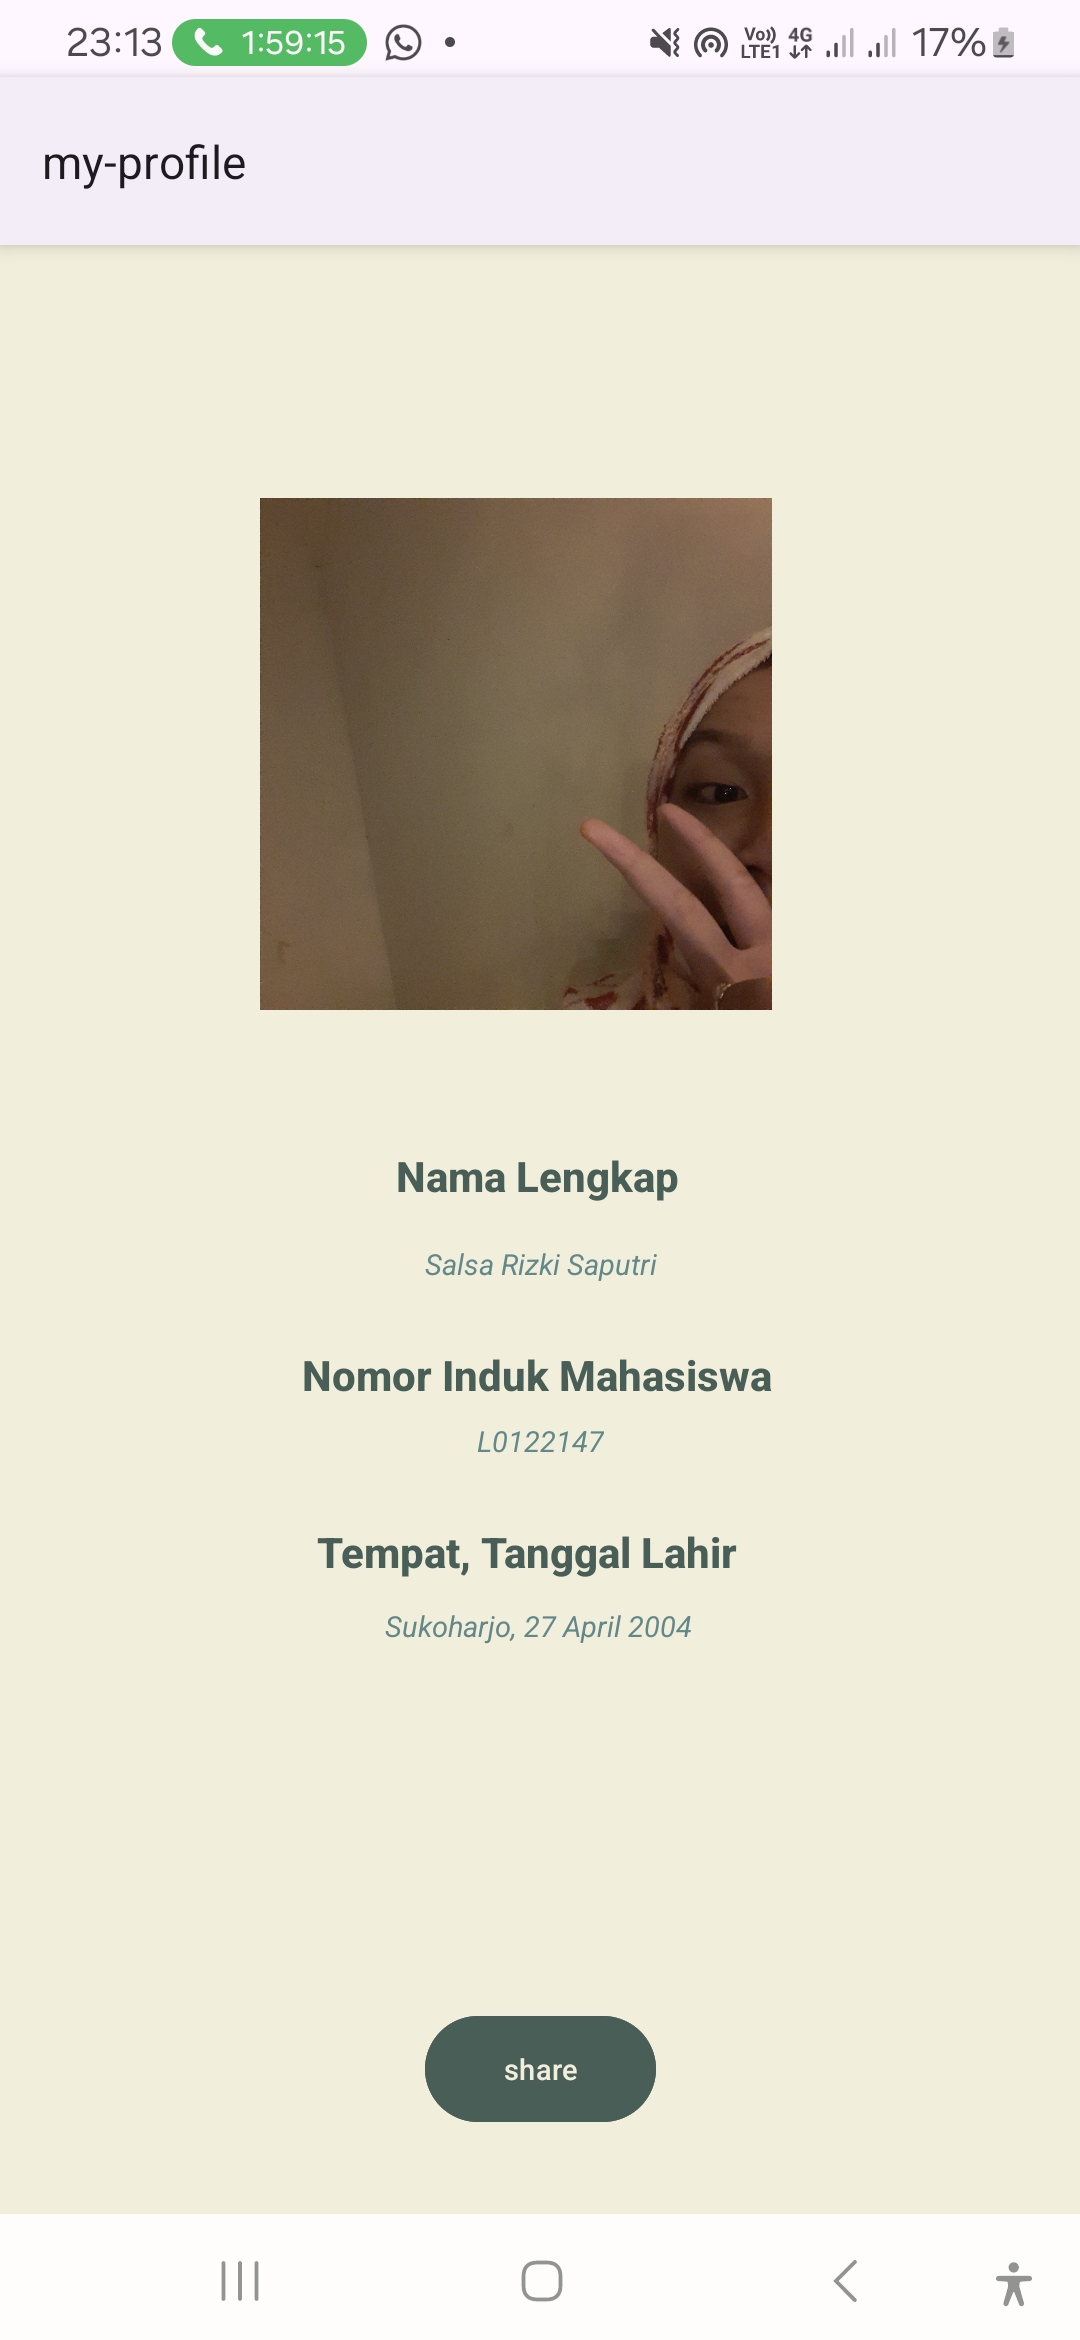 23:13 1:59:15 Vo)) LTE1 4G 17%
my-profile
Nama Lengkap
Salsa Rizki Saputri
Nomor Induk Mahasiswa
L0122147
Tempat, Tanggal Lahir
Sukoharjo, 27 April 2004
share